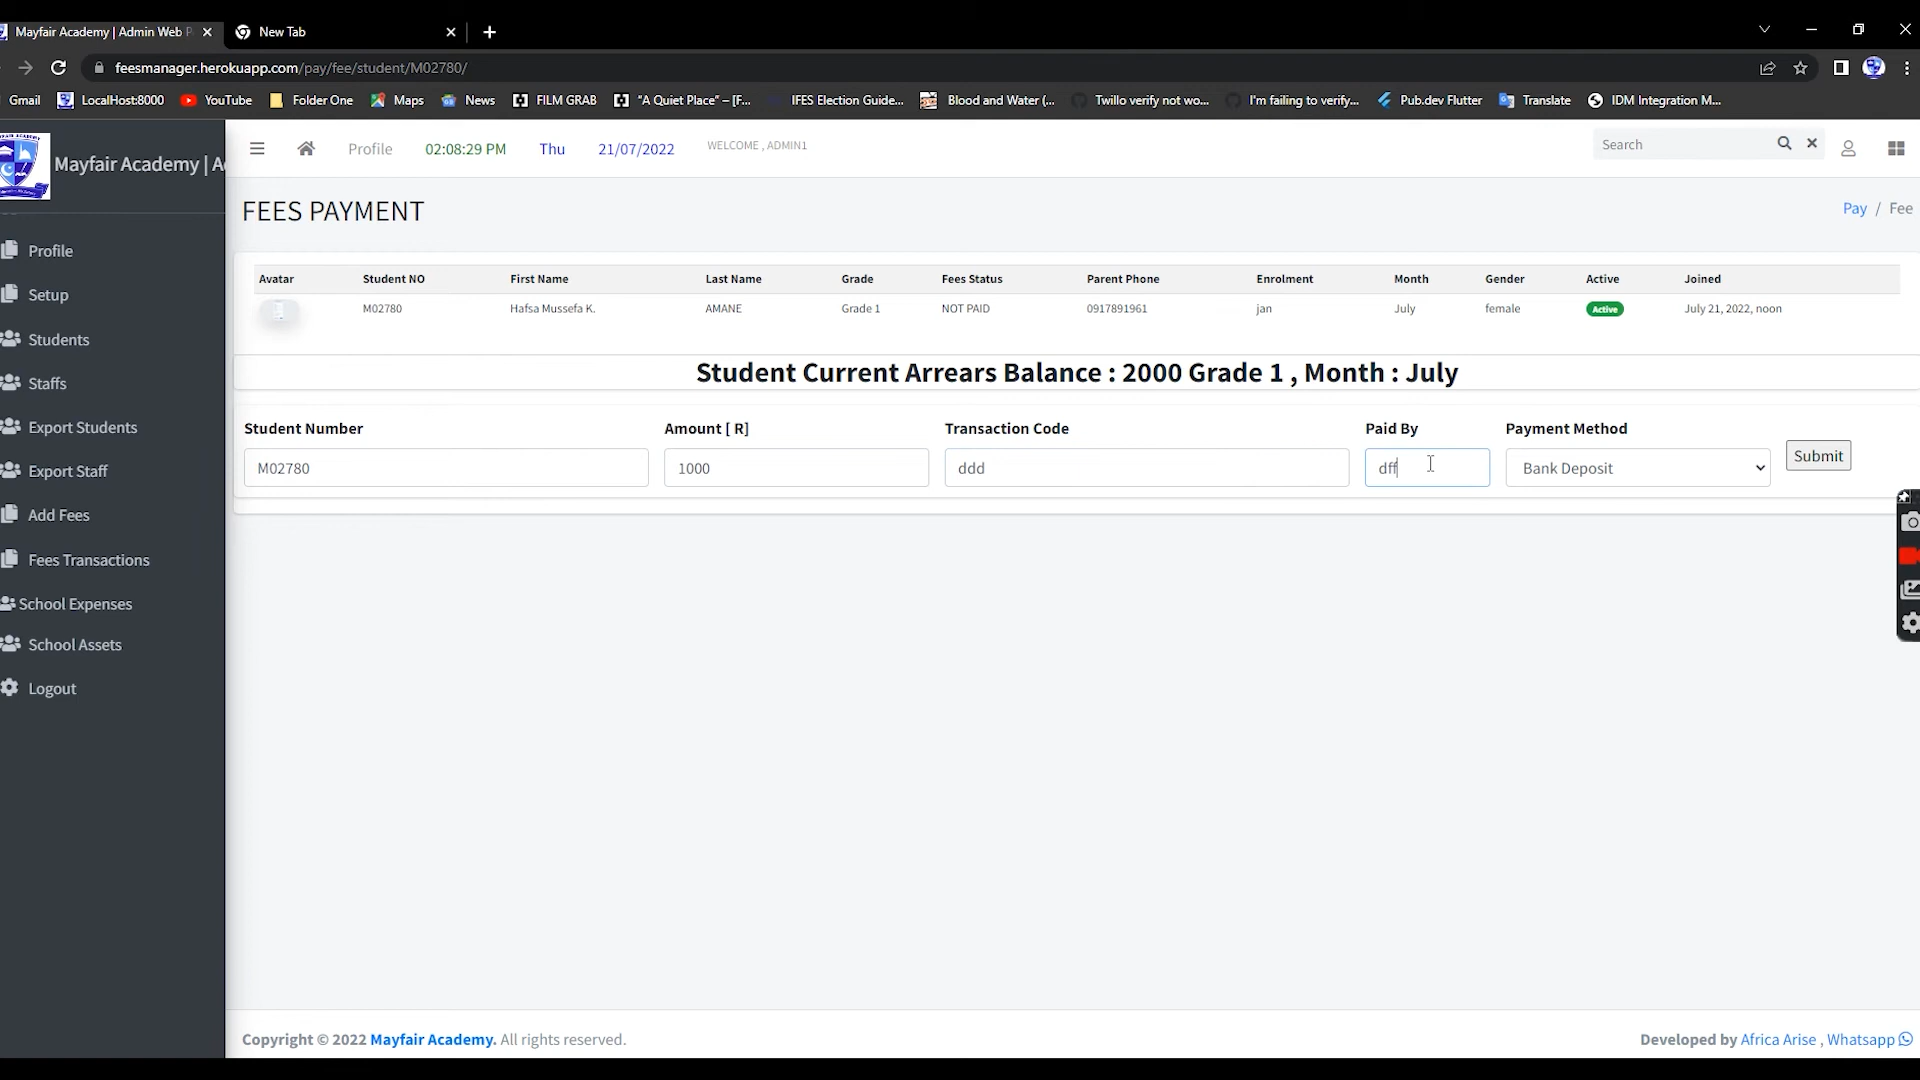 Mayfair Academy | Admin Web P
New Tab
feesmanager.herokuapp.com/pay/fee/student/M02780/
Gmail LocalHost:8000 YouTube Folder One Maps News FILM GRAB "A Quiet Place" – [F... IFES Election Guide... Blood and Water (... Twillo verify not wo... I'm failing to verify... Pub.dev Flutter Translate IDM Integration M...
Mayfair Academy | A
Profile 02:08:29 PM Thu 21/07/2022 WELCOME , ADMIN1 Search
FEES PAYMENT
Pay / Fee
Profile
Setup
Students
Staffs
Export Students
Export Staff
Add Fees
Fees Transactions
School Expenses
School Assets
Logout
Avatar Student NO First Name Last Name Grade Fees Status Parent Phone Enrolment Month Gender Active Joined
M02780 Hafsa Mussefa K. AMANE Grade 1 NOT PAID 0917891961 jan July female Active July 21, 2022, noon
Student Current Arrears Balance : 2000 Grade 1 , Month : July
Student Number Amount [ R] Transaction Code Paid By Payment Method
M02780 1000 ddd dff Bank Deposit Submit
Copyright © 2022 Mayfair Academy. All rights reserved.
Developed by Africa Arise , Whatsapp